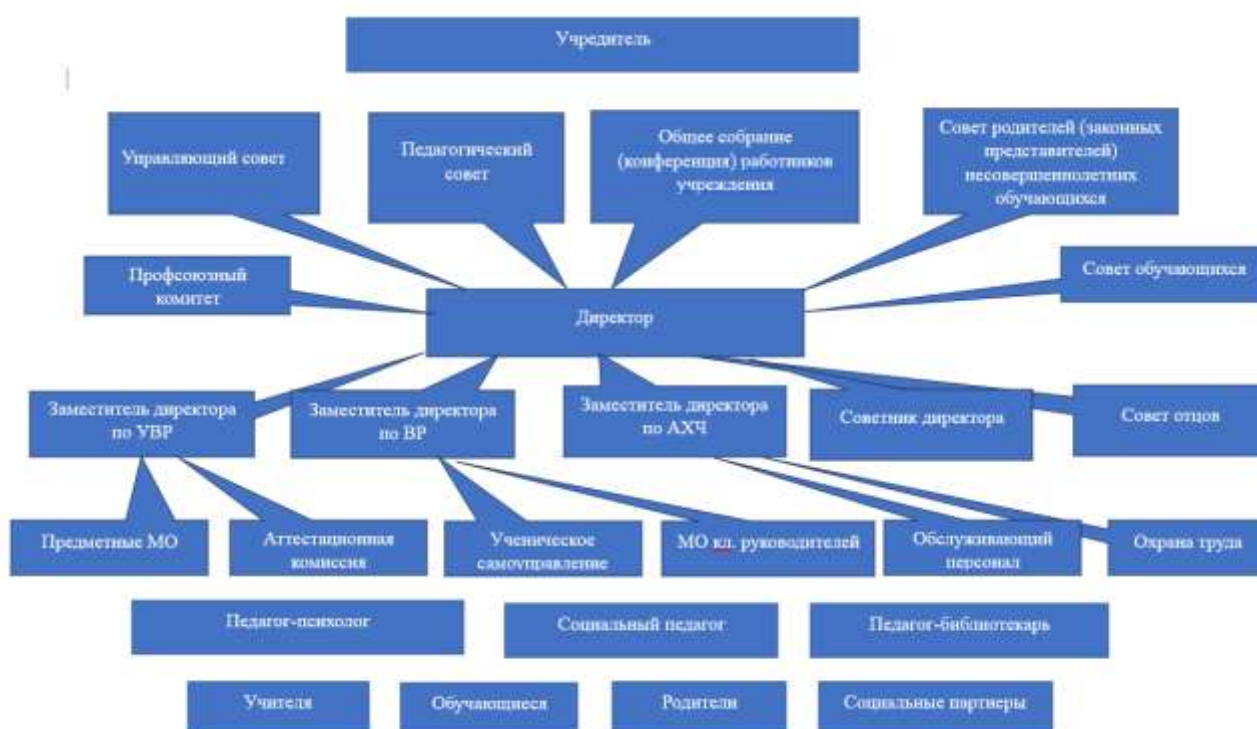 Учредитель
Управляющий совет
Педагогический
совет
Общее собрание
(конференция) работников
учреждения
Совет родителей (законных
представителей)
несовершеннолетних
обучающихся
Профсоюзный
комитет
Совет обучающихся
Директор
Заместитель директора
по УВР
Заместитель директора
по ВР
Заместитель директора
по АХЧ
Советник директора
Совет отцов
Предметные МО
Аттестационная
комиссия
Ученическое
самоуправление
МО кл. руководителей
Обслуживающий
персонал
Охрана труда
Педагог-психолог
Социальный педагог
Педагог-библиотекарь
Учителя
Обучающиеся
Родители
Социальные партнеры